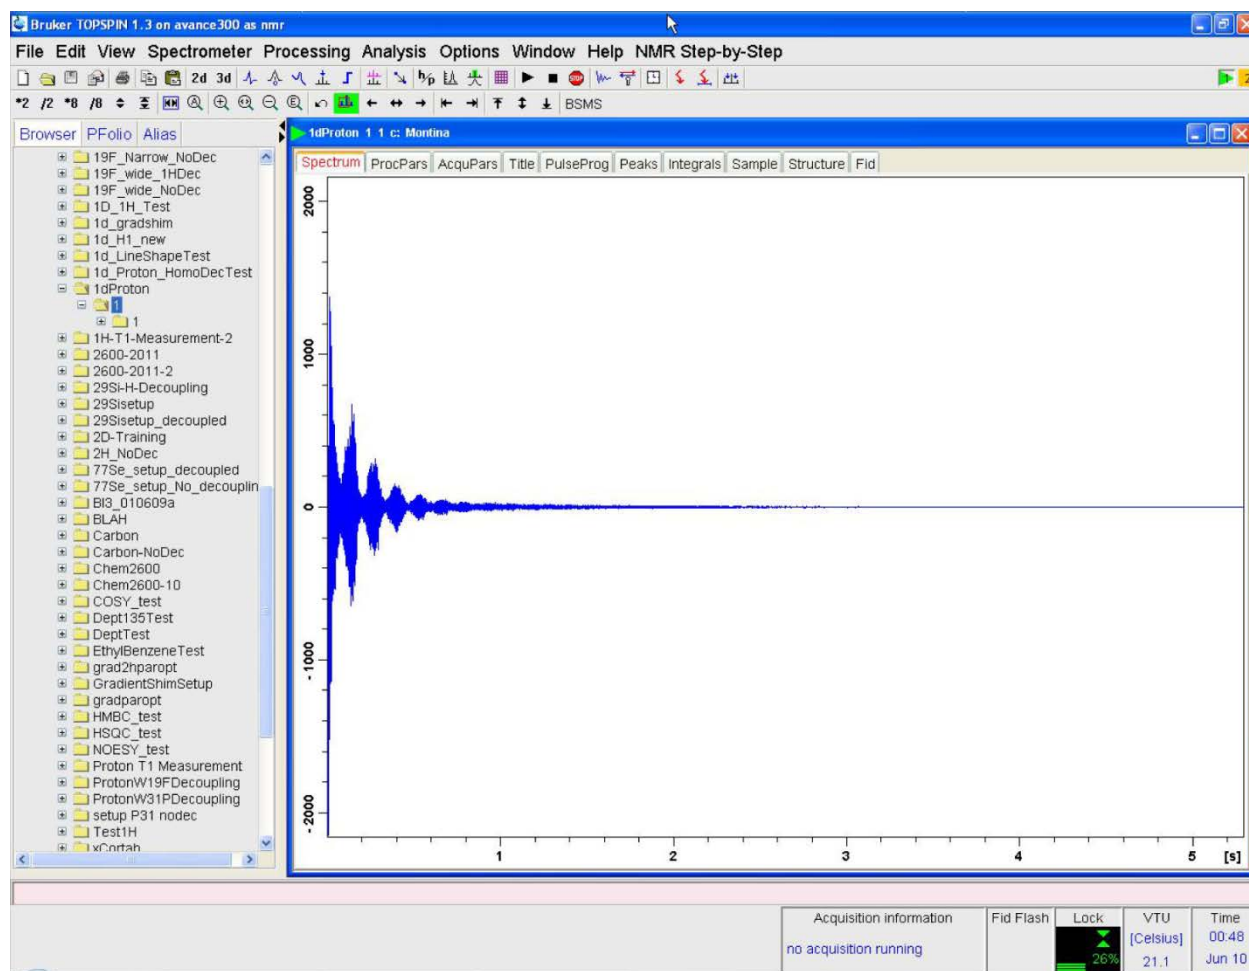 Bruker TOPSPIN 1.3 on avance300 as nmr
File Edit View Spectrometer Processing Analysis Options Window Help NMR Step-by-Step
2d 3d
*2 /2 *8 /8 BSMS
Browser PFolio Alias
1dProton 1 1 c: Montina
Spectrum ProcPars AcquPars Title PulseProg Peaks Integrals Sample Structure Fid
19F_Narrow_NoDec
19F_wide_1HDec
19F_wide_NoDec
1D_1H_Test
1d_gradshim
1d_H1_new
1d_LineShapeTest
1d_Proton_HomoDecTest
1dProton
1
1
1H-T1-Measurement-2
2600-2011
2600-2011-2
29Si-H-Decoupling
29Sisetup
29Sisetup_decoupled
2D-Training
2H_NoDec
77Se_setup_decoupled
77Se_setup_No_decouplin
BI3_010609a
BLAH
Carbon
Carbon-NoDec
Chem2600
Chem2600-10
COSY_test
Dept135Test
DeptTest
EthylBenzeneTest
grad2hparopt
GradientShimSetup
gradparopt
HMBC_test
HSQC_test
NOESY_test
Proton T1 Measurement
ProtonW19FDecoupling
ProtonW31PDecoupling
setup P31 nodec
Test1H
xCortab
2000
1000
0
-1000
-2000
1 2 3 4 5 [s]
Acquisition information
no acquisition running
Fid Flash
Lock
26%
VTU
[Celsius]
21.1
Time
00:48
Jun 10